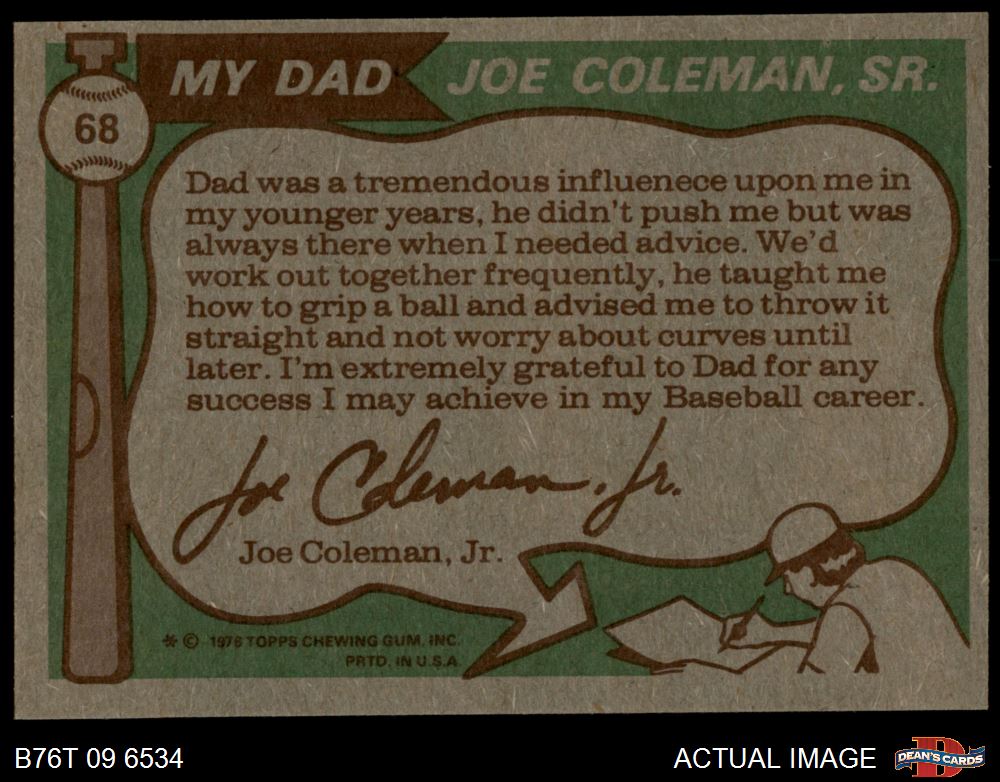 MY DAD JOE COLEMAN, SR.
68
Dad was a tremendous influenece upon me in
my younger years, he didn't push me but was
always there when I needed advice. We'd
work out together frequently, he taught me
how to grip a ball and advised me to throw it
straight and not worry about curves until
later. I'm extremely grateful to Dad for any
success I may achieve in my Baseball career.
Joe Coleman, Jr.
Joe Coleman, Jr.
* © 1976 TOPPS CHEWING GUM, INC.
PRTD. IN U.S.A.
B76T 09 6534 ACTUAL IMAGE D DEAN'S CARDS